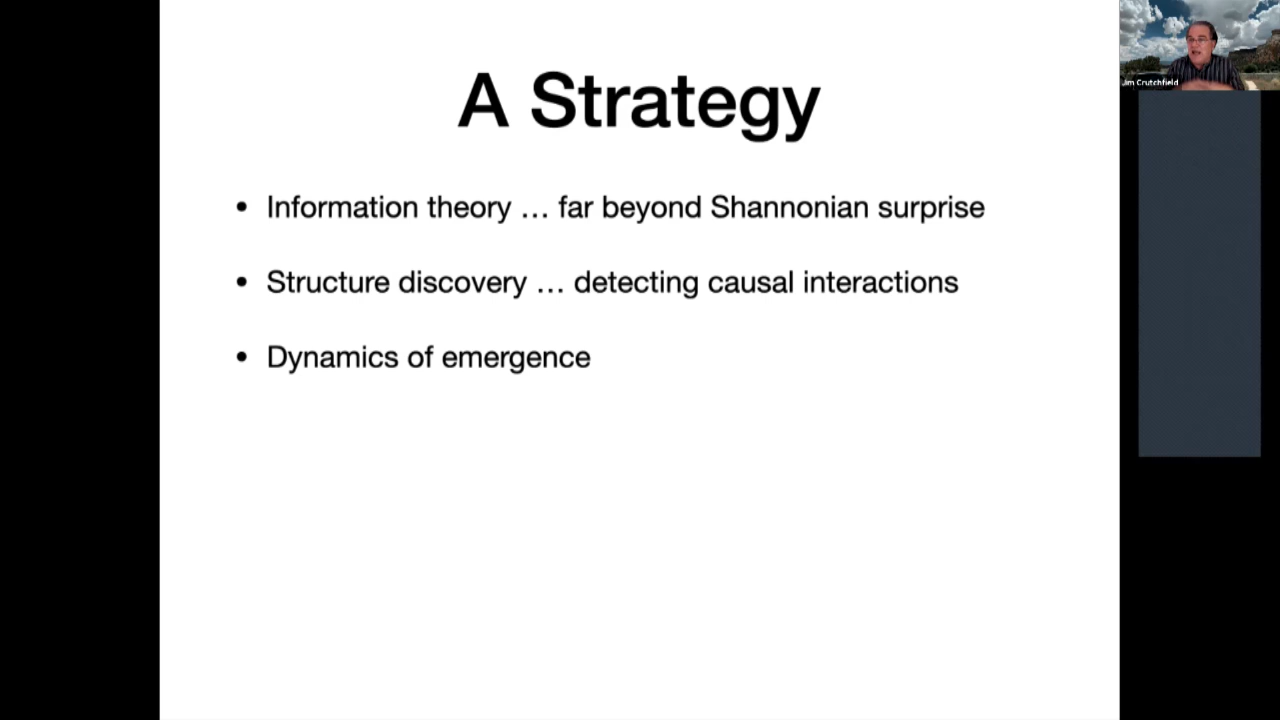 A Strategy
• Information theory … far beyond Shannonian surprise
• Structure discovery … detecting causal interactions
• Dynamics of emergence
Jim Crutchfield